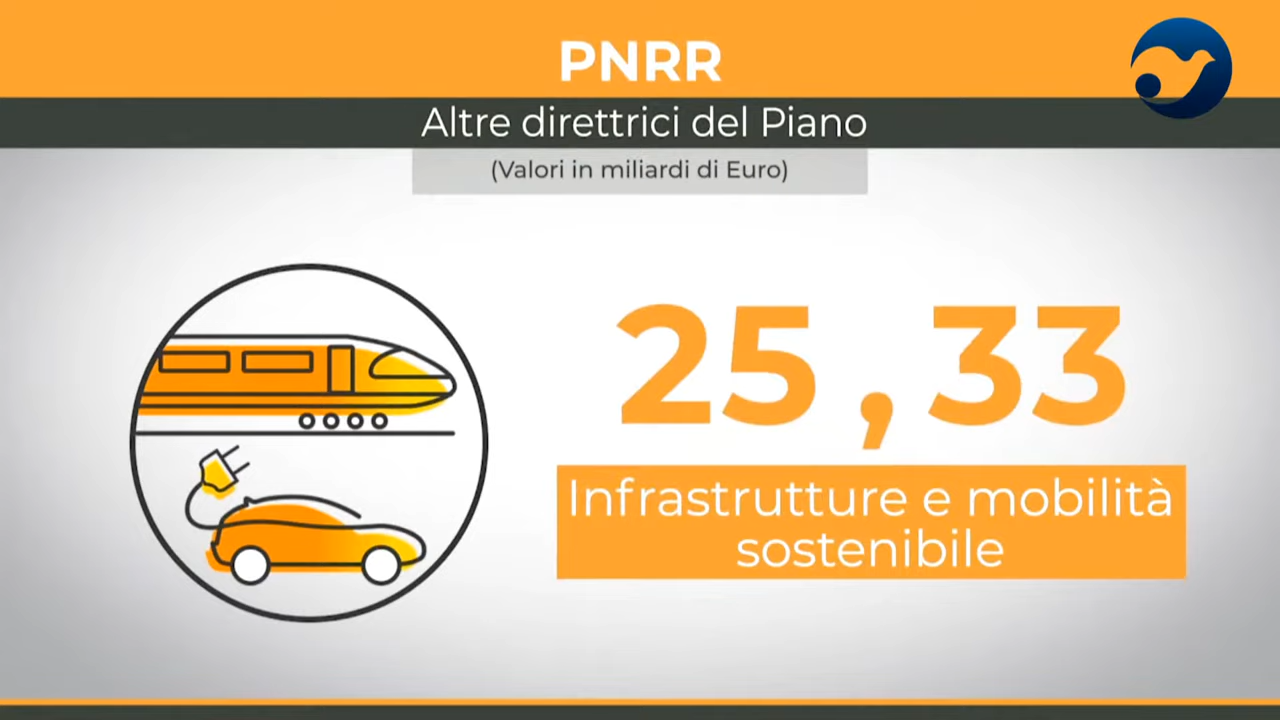 PNRR
Altre direttrici del Piano
(Valori in miliardi di Euro)
25,33
Infrastrutture e mobilità
sostenibile